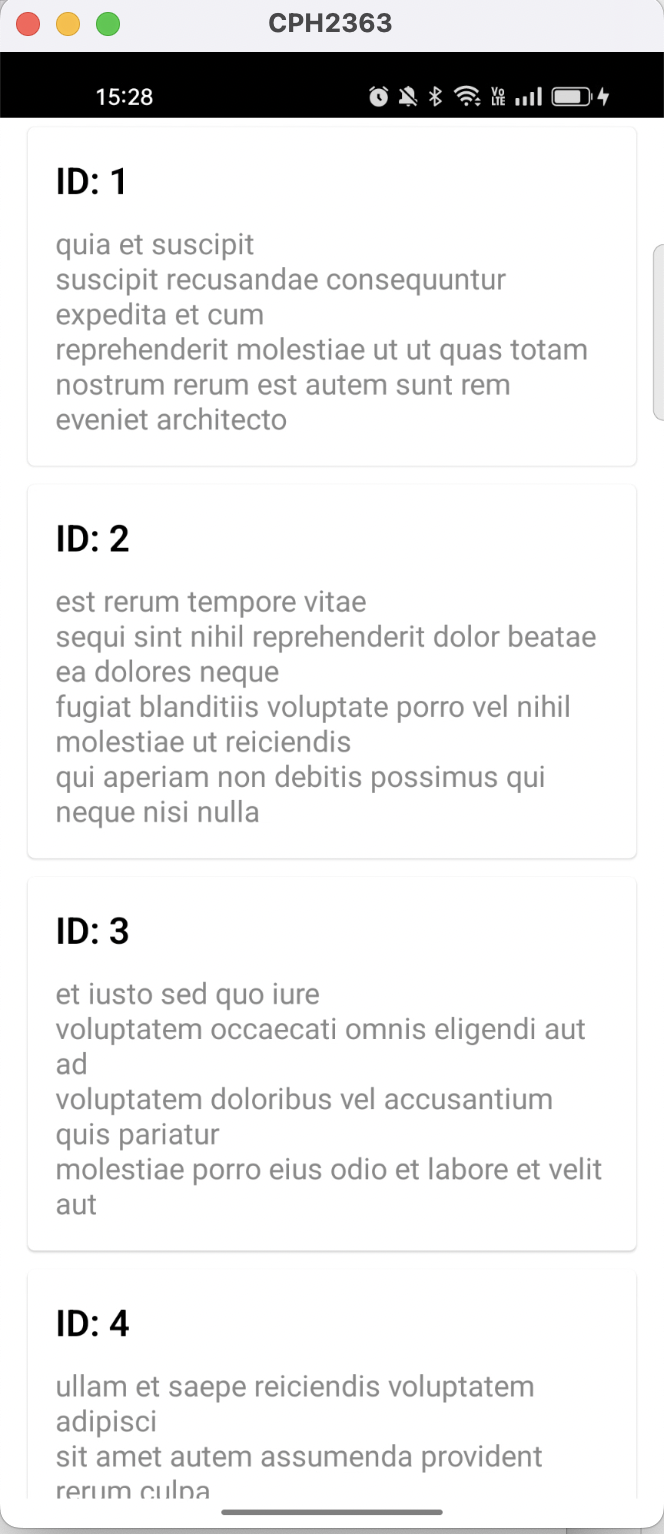 CPH2363
15:28
VoLTE
ID: 1
quia et suscipit
suscipit recusandae consequuntur
expedita et cum
reprehenderit molestiae ut ut quas totam
nostrum rerum est autem sunt rem
eveniet architecto
ID: 2
est rerum tempore vitae
sequi sint nihil reprehenderit dolor beatae
ea dolores neque
fugiat blanditiis voluptate porro vel nihil
molestiae ut reiciendis
qui aperiam non debitis possimus qui
neque nisi nulla
ID: 3
et iusto sed quo iure
voluptatem occaecati omnis eligendi aut
ad
voluptatem doloribus vel accusantium
quis pariatur
molestiae porro eius odio et labore et velit
aut
ID: 4
ullam et saepe reiciendis voluptatem
adipisci
sit amet autem assumenda provident
rerum culpa